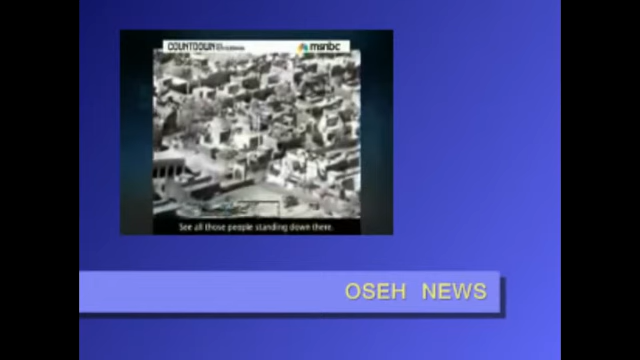 COUNTDOWN
msnbc
See all those people standing down there.
OSEH NEWS